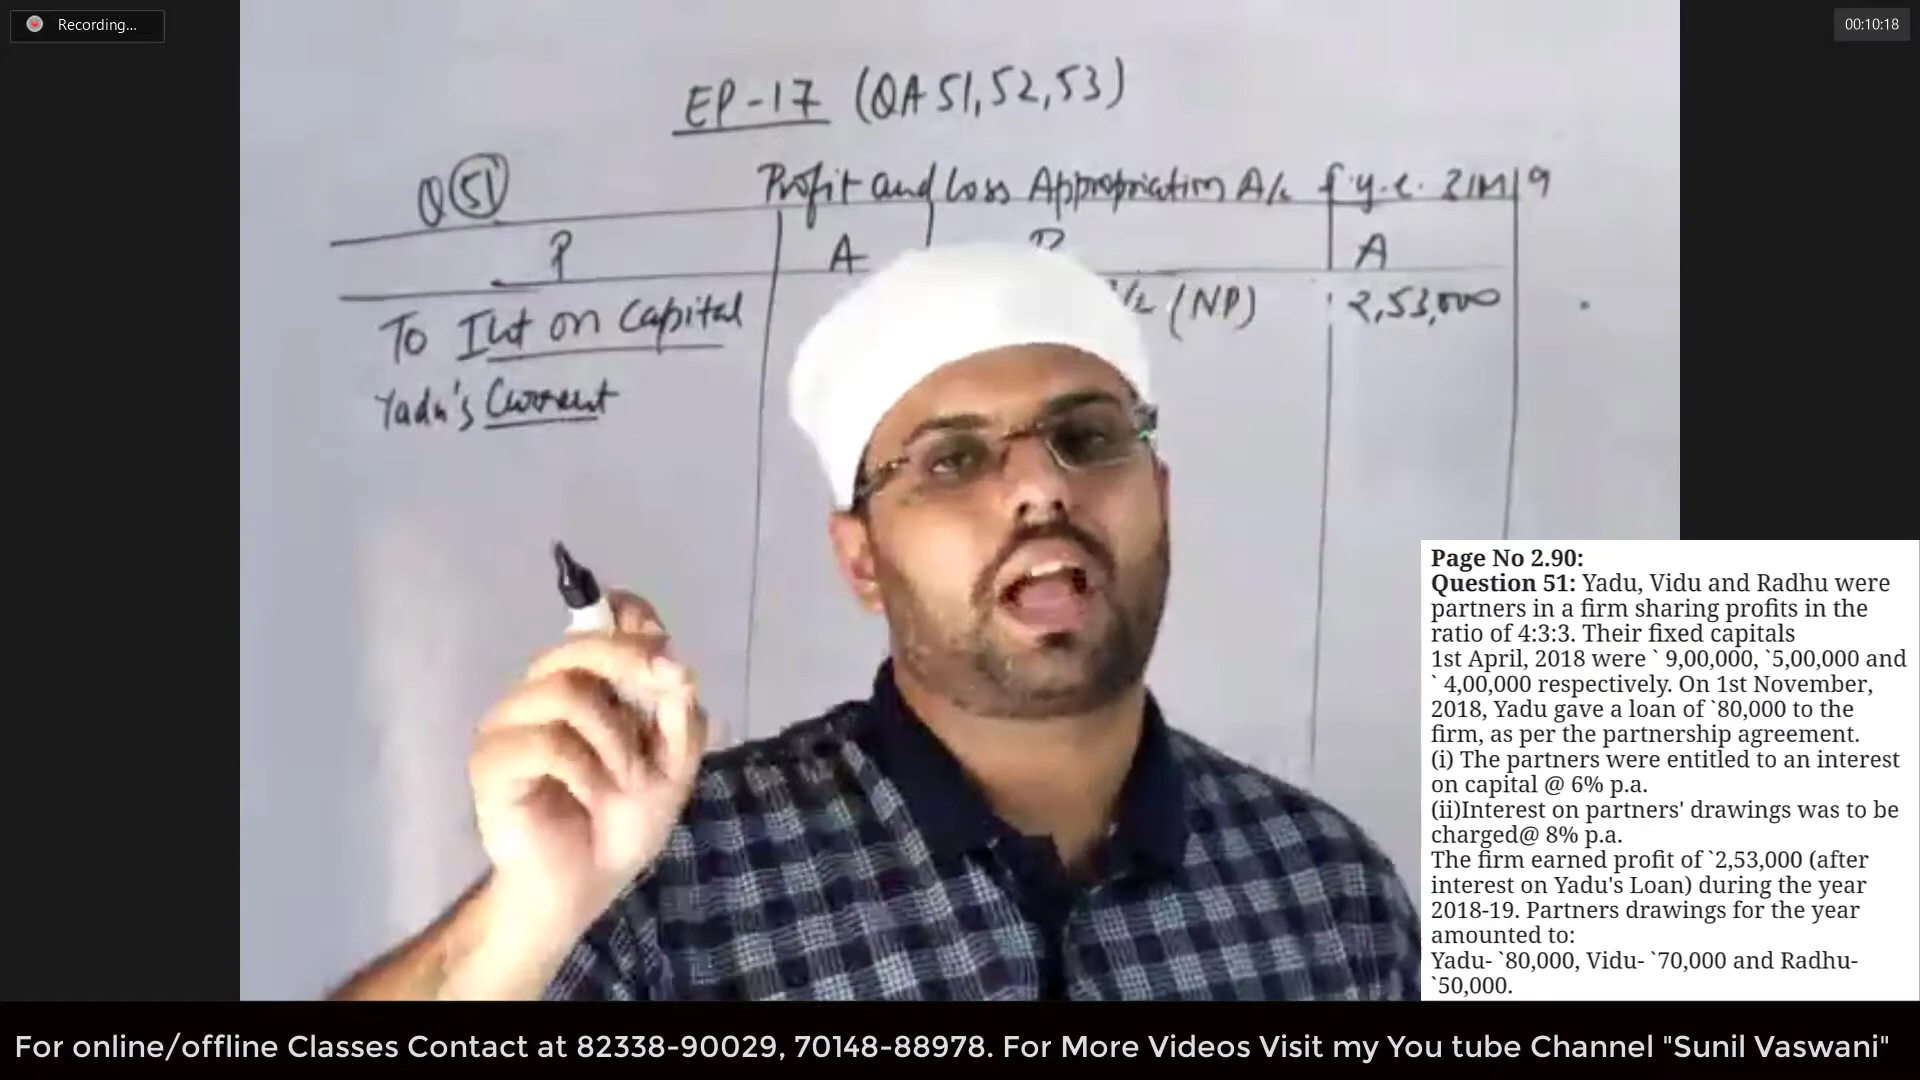 Recording...
00:10:18
EP-17 (QA 51,52,53)
Q 51 Profit and Loss Appropriation A/c f.y.e. 31M19
P A P A
To Int on Capital (NP) 2,53,000
Yadu's Current
Page No 2.90:
Question 51: Yadu, Vidu and Radhu were
partners in a firm sharing profits in the
ratio of 4:3:3. Their fixed capitals
1st April, 2018 were ` 9,00,000, `5,00,000 and
` 4,00,000 respectively. On 1st November,
2018, Yadu gave a loan of `80,000 to the
firm, as per the partnership agreement.
(i) The partners were entitled to an interest
on capital @ 6% p.a.
(ii)Interest on partners' drawings was to be
charged@ 8% p.a.
The firm earned profit of `2,53,000 (after
interest on Yadu's Loan) during the year
2018-19. Partners drawings for the year
amounted to:
Yadu- `80,000, Vidu- `70,000 and Radhu-
`50,000.
For online/offline Classes Contact at 82338-90029, 70148-88978. For More Videos Visit my You tube Channel "Sunil Vaswani"